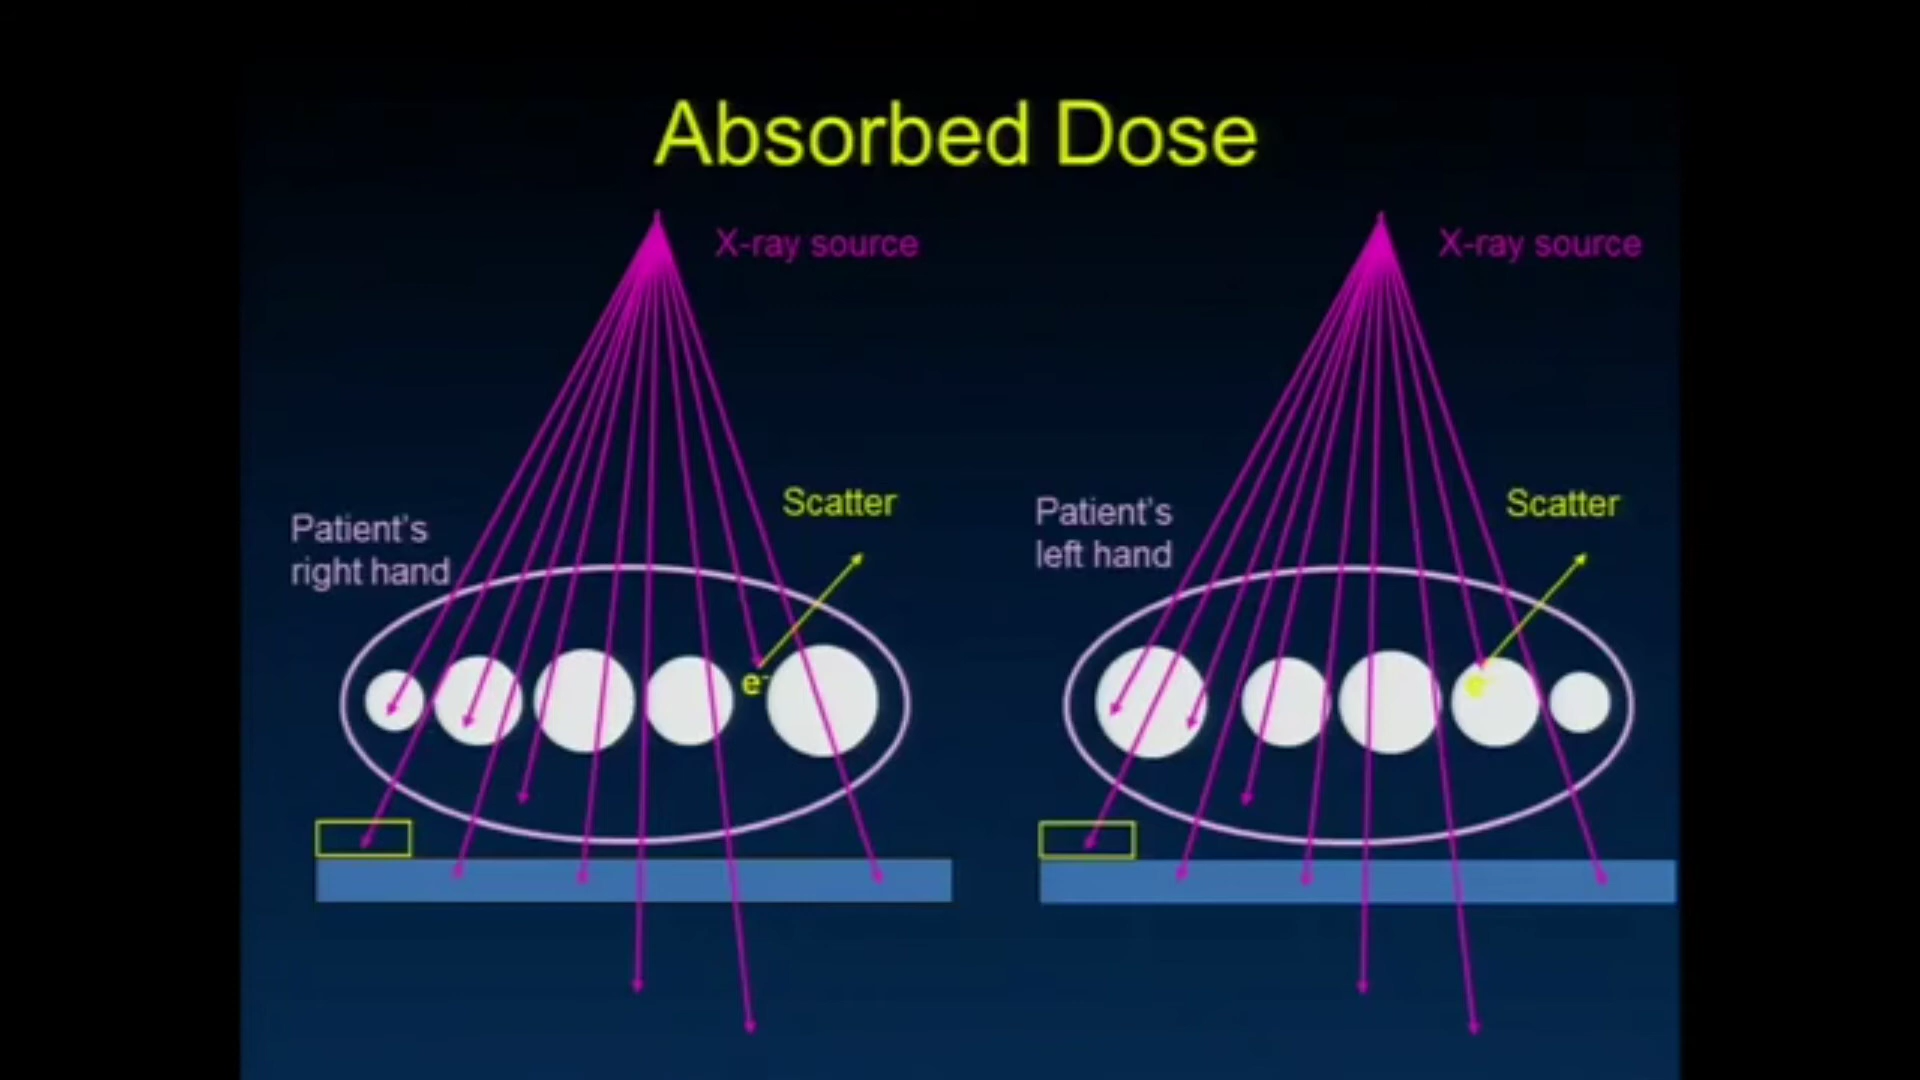 Absorbed Dose
X-ray source
X-ray source
Scatter
Scatter
Patient's
right hand
Patient's
left hand
e-
e-